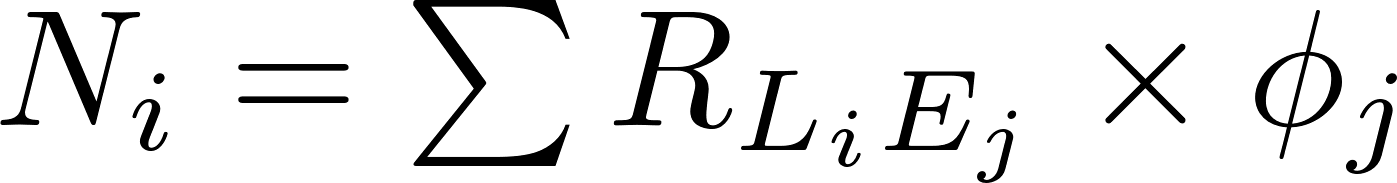 N_i = \sum R_{L_i E_j} \times \phi_j